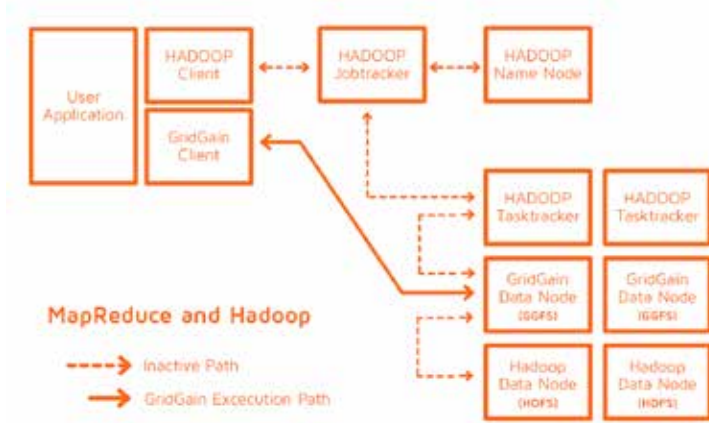 User
Application
HADOOP
Client
GridGain
Client
HADOOP
Jobtracker
HADOOP
Name Node
HADOOP
Tasktracker
HADOOP
Tasktracker
GridGain
Data Node
(GGFS)
GridGain
Data Node
(GGFS)
Hadoop
Data Node
(HDFS)
Hadoop
Data Node
(HDFS)
MapReduce and Hadoop
Inactive Path
GridGain Excecution Path